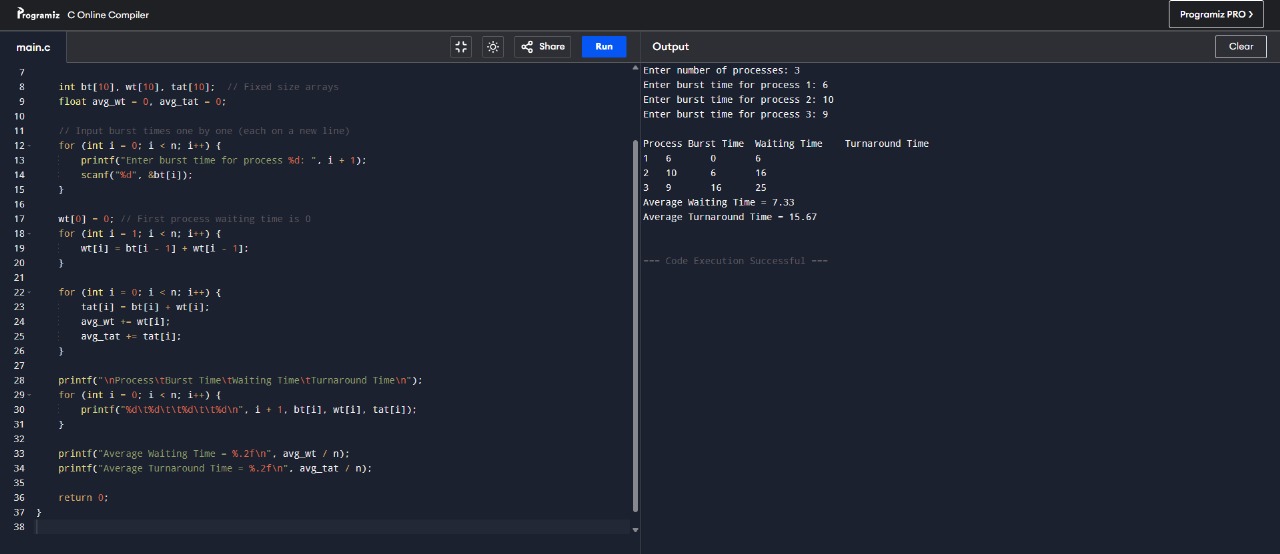 Programiz C Online Compiler
Programiz PRO >
main.c
Share
Run
Output
Clear
7
8 int bt[10], wt[10], tat[10]; // Fixed size arrays
9 float avg_wt = 0, avg_tat = 0;
10
11 // Input burst times one by one (each on a new line)
12 for (int i = 0; i < n; i++) {
13 printf("Enter burst time for process %d: ", i + 1);
14 scanf("%d", &bt[i]);
15 }
16
17 wt[0] = 0; // First process waiting time is 0
18 for (int i = 1; i < n; i++) {
19 wt[i] = bt[i - 1] + wt[i - 1];
20 }
21
22 for (int i = 0; i < n; i++) {
23 tat[i] = bt[i] + wt[i];
24 avg_wt += wt[i];
25 avg_tat += tat[i];
26 }
27
28 printf("\nProcess\tBurst Time\tWaiting Time\tTurnaround Time\n");
29 for (int i = 0; i < n; i++) {
30 printf("%d\t%d\t\t%d\t\t%d\n", i + 1, bt[i], wt[i], tat[i]);
31 }
32
33 printf("Average Waiting Time = %.2f\n", avg_wt / n);
34 printf("Average Turnaround Time = %.2f\n", avg_tat / n);
35
36 return 0;
37 }
38
Enter number of processes: 3
Enter burst time for process 1: 6
Enter burst time for process 2: 10
Enter burst time for process 3: 9
Process Burst Time Waiting Time Turnaround Time
1 6 0 6
2 10 6 16
3 9 16 25
Average Waiting Time = 7.33
Average Turnaround Time = 15.67
=== Code Execution Successful ===